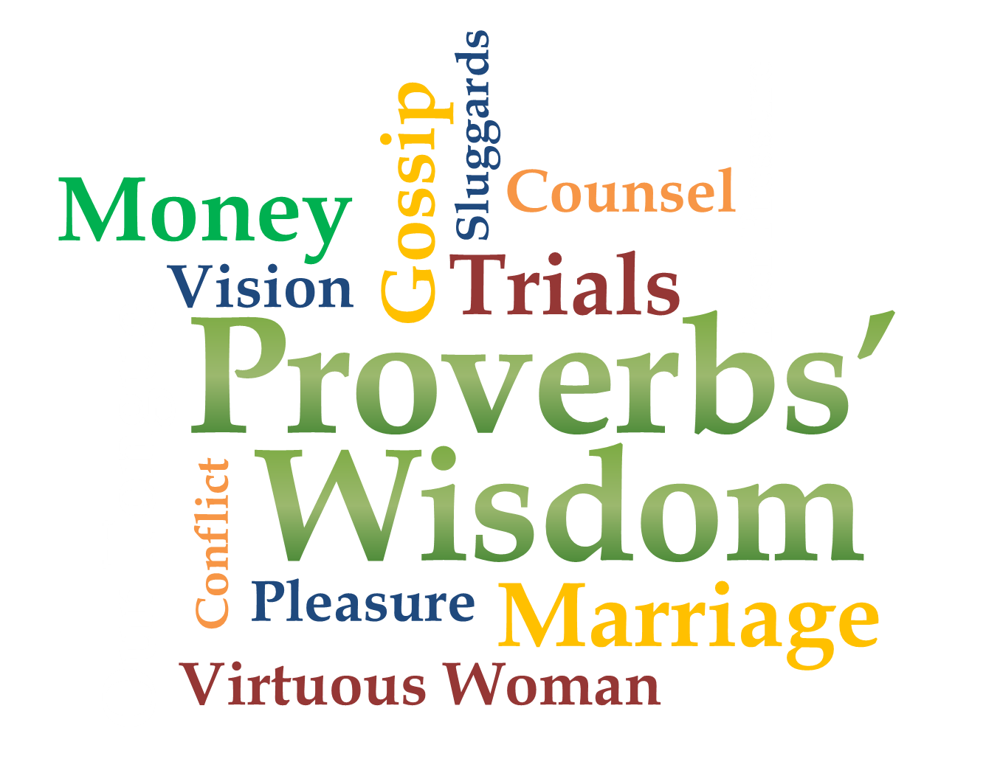 Sluggards
Gossip
Counsel
Money
Trials
Vision
Proverbs’
Wisdom
Conflict
Pleasure
Marriage
Virtuous Woman